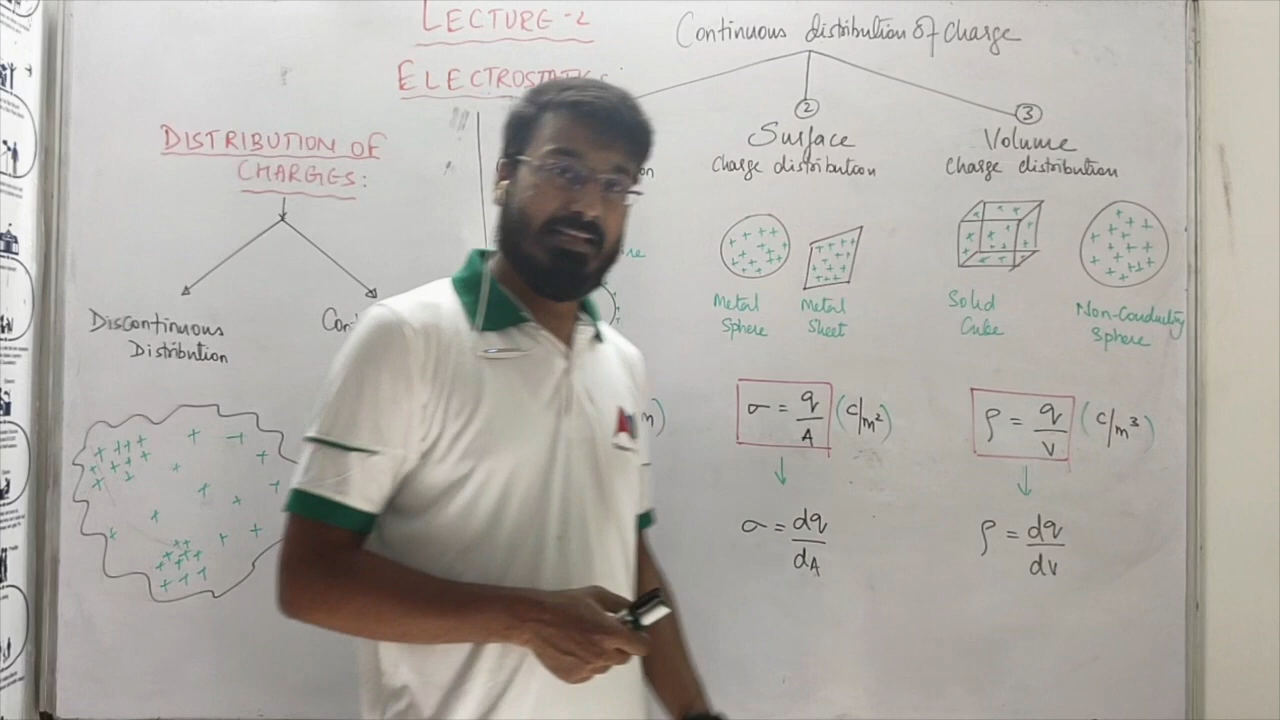 LECTURE-2
ELECTROSTATICS
DISTRIBUTION OF
CHARGES:
Discontinuous
Distribution
Continuous distribution of charge
2
Surface
charge distribution
Metal
Sphere
Metal
Sheet
σ = q/A (C/m²)
σ = dq/dA
3
Volume
charge distribution
Solid
Cube
Non-Conducting
Sphere
ρ = q/V (C/m³)
ρ = dq/dV